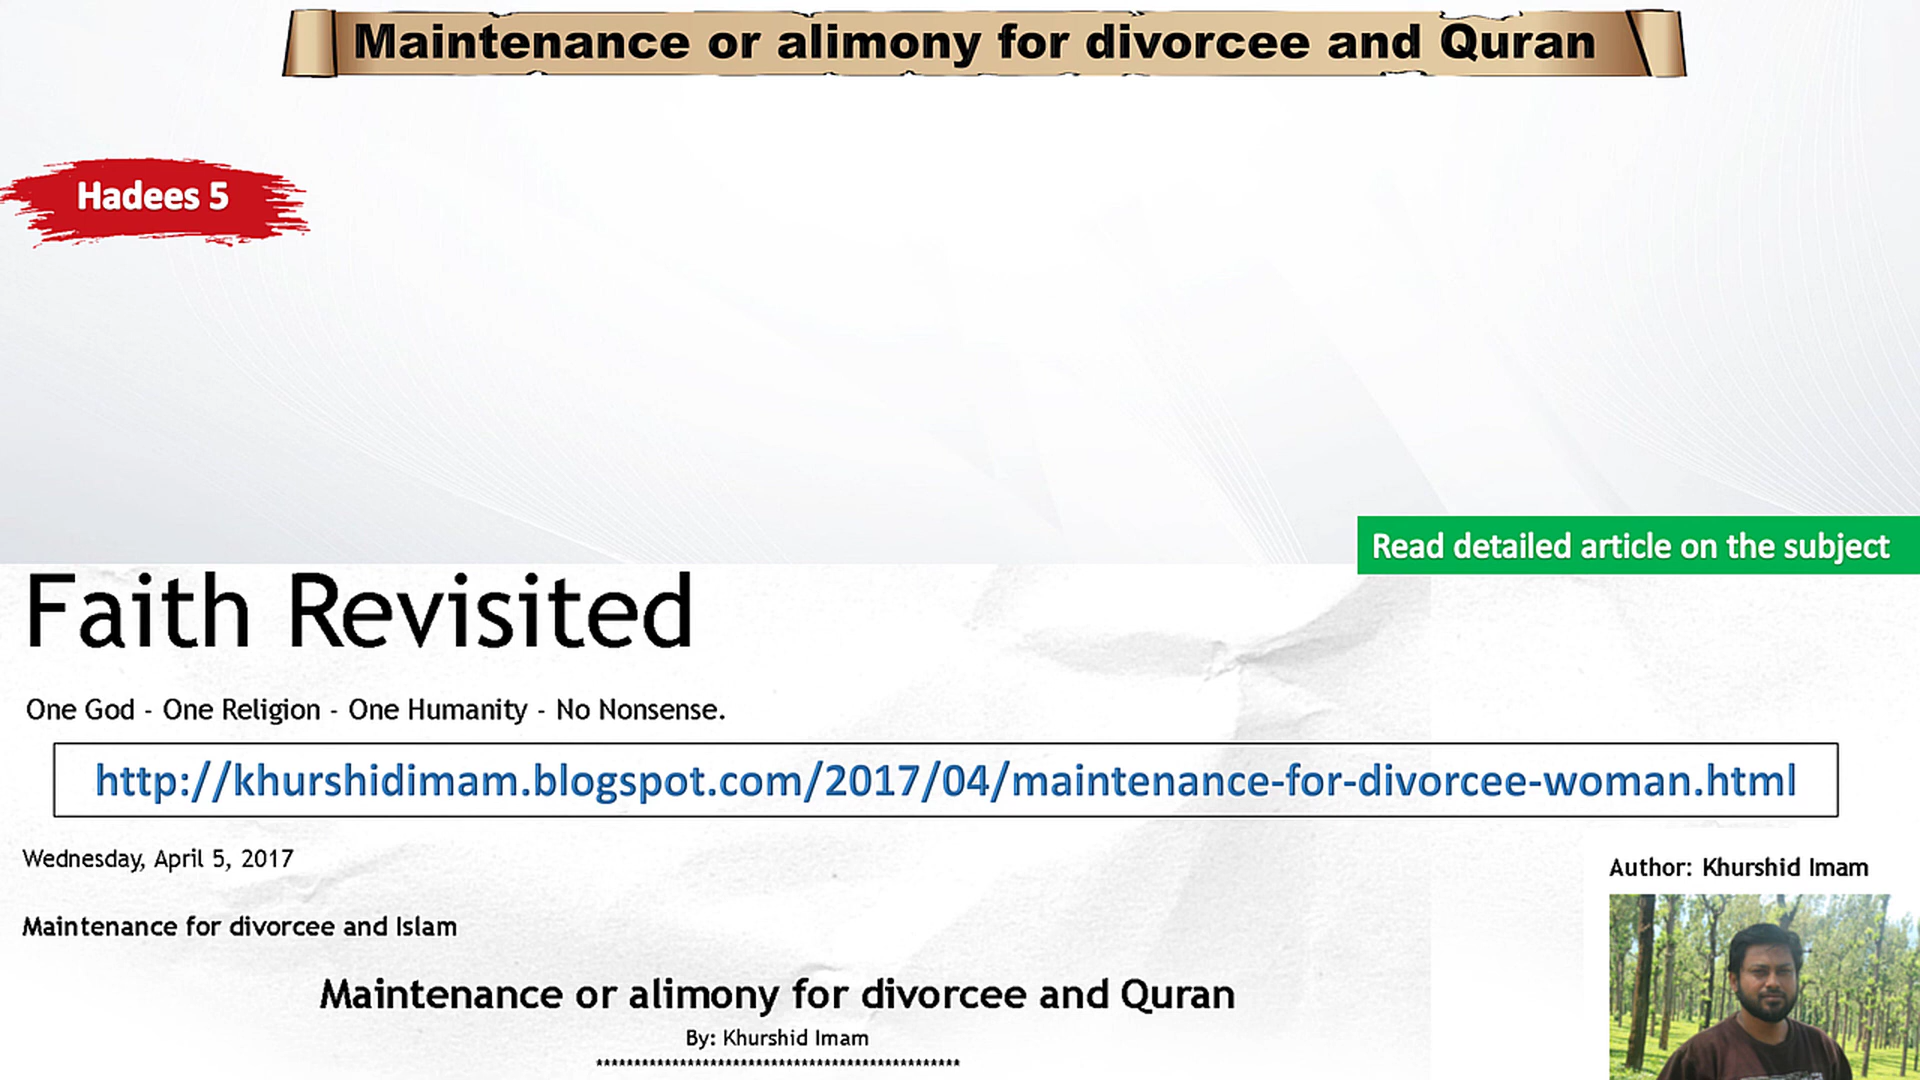 Maintenance or alimony for divorcee and Quran
Hadees 5
Read detailed article on the subject
Faith Revisited
One God - One Religion - One Humanity - No Nonsense.
http://khurshidimam.blogspot.com/2017/04/maintenance-for-divorcee-woman.html
Wednesday, April 5, 2017
Author: Khurshid Imam
Maintenance for divorcee and Islam
Maintenance or alimony for divorcee and Quran
By: Khurshid Imam
************************************************